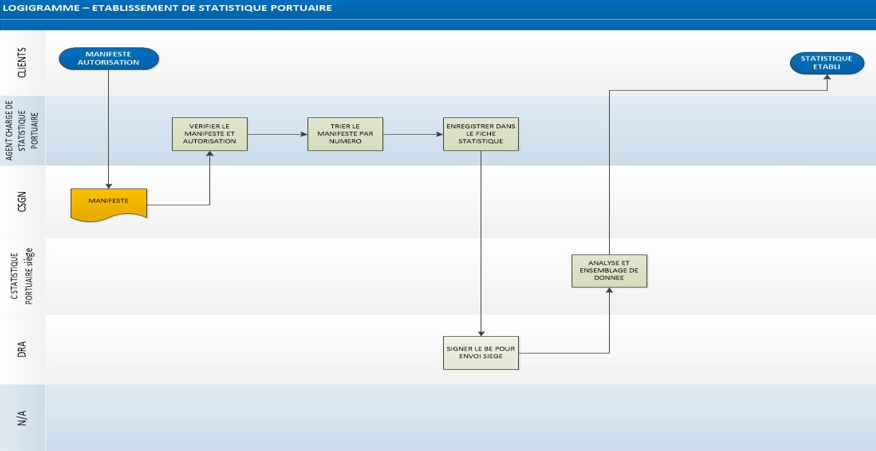 LOGIGRAMME – ETABLISSEMENT DE STATISTIQUE PORTUAIRE
CLIENTS
MANIFESTE
AUTORISATION
STATISTIQUE
ETABLI
AGENT CHARGE DE
STATISTIQUE
PORTUAIRE
VERIFIER LE
MANIFESTE ET
AUTORISATION
TRIER LE
MANIFESTE PAR
NUMERO
ENREGISTRER DANS
LE FICHE
STATISTIQUE
CSGN
MANIFESTE
C STATISTIQUE
PORTUAIRE siège
ANALYSE ET
ENSEMBLAGE DE
DONNEE
DRA
SIGNER LE BE POUR
ENVOI SIEGE
N/A